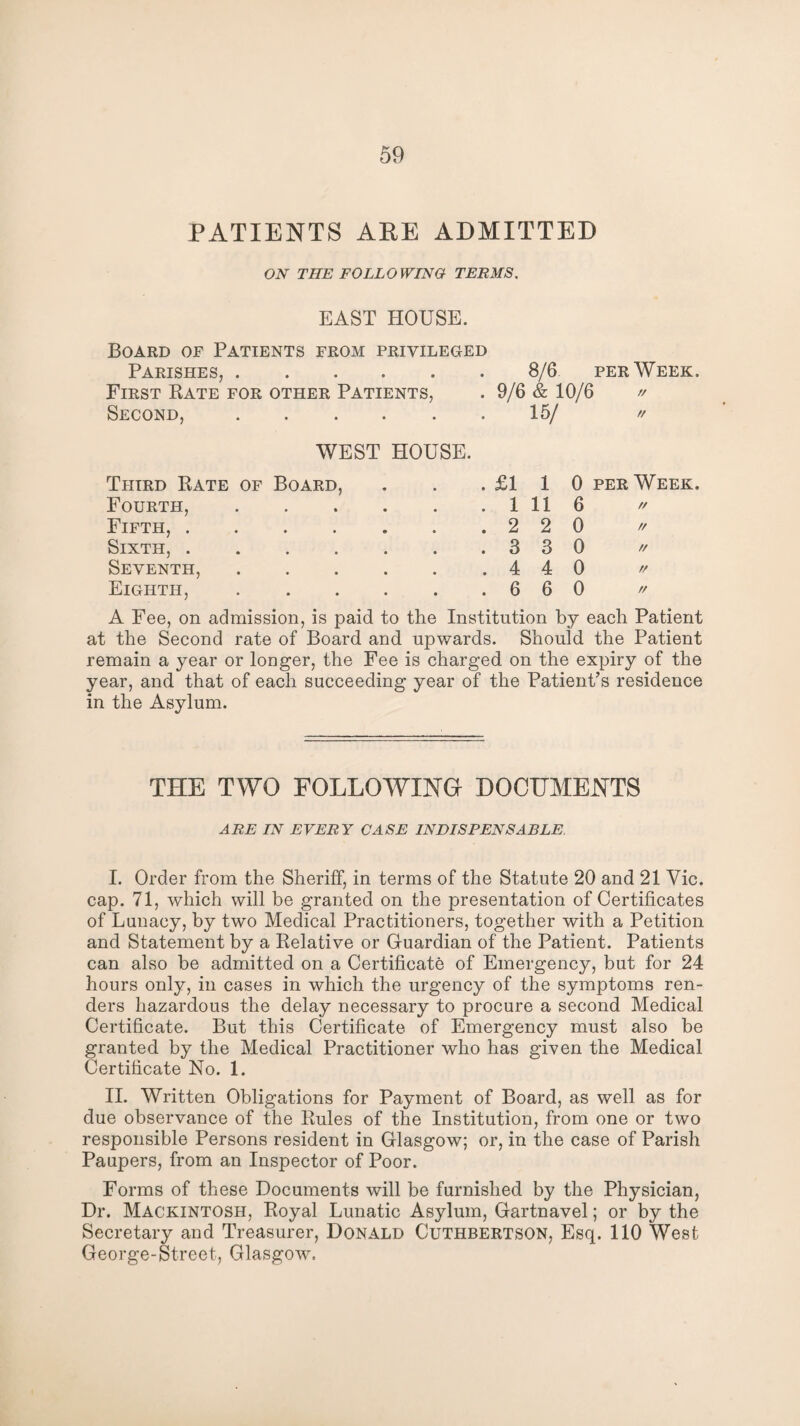 59
PATIENTS ARE ADMITTED
ON THE FOLLOWING TERMS.
EAST HOUSE.
BOARD OF PATIENTS FROM PRIVILEGED
PARISHES, . . . . . . 8/6 PER WEEK.
FIRST RATE FOR OTHER PATIENTS, . 9/6 & 10/6 〃
SECOND, . . . . . . 15/ 〃
WEST HOUSE.
THIRD RATE OF BOARD, . . . £1 1 0 PER WEEK.
FOURTH, . . . . . . 1 11 6 〃
FIFTH, . . . . . . . 2 2 0 〃
SIXTH, . . . . . . . 3 3 0 〃
SEVENTH, . . . . . . 4 4 0 〃
EIGHTH, . . . . . . 6 6 0 〃
A Fee, on admission, is paid to the Institution by each Patient
at the Second rate of Board and upwards. Should the Patient
remain a year or longer, the Fee is charged on the expiry of the
year, and that of each succeeding year of the Patient's residence
in the Asylum.
THE TWO FOLLOWING DOCUMENTS
ARE IN EVERY CASE INDISPENSABLE.
I. Order from the Sheriff, in terms of the Statute 20 and 21 Vic.
cap. 71, which will be granted on the presentation of Certificates
of Lunacy, by two Medical Practitioners, together with a Petition
and Statement by a Relative or Guardian of the Patient. Patients
can also be admitted on a Certificate of Emergency, but for 24
hours only, in cases in which the urgency of the symptoms ren-
ders hazardous the delay necessary to procure a second Medical
Certificate. But this Certificate of Emergency must also be
granted by the Medical Practitioner who has given the Medical
Certificate No. 1.
II. Written Obligations for Payment of Board, as well as for
due observance of the Rules of the Institution, from one or two
responsible Persons resident in Glasgow; or, in the case of Parish
Paupers, from an Inspector of Poor.
Forms of these Documents will be furnished by the Physician,
Dr. MACKINTOSH, Royal Lunatic Asylum, Gartnavel; or by the
Secretary and Treasurer, DONALD CUTHBERTSON, Esq. 110 West
George-Street, Glasgow.